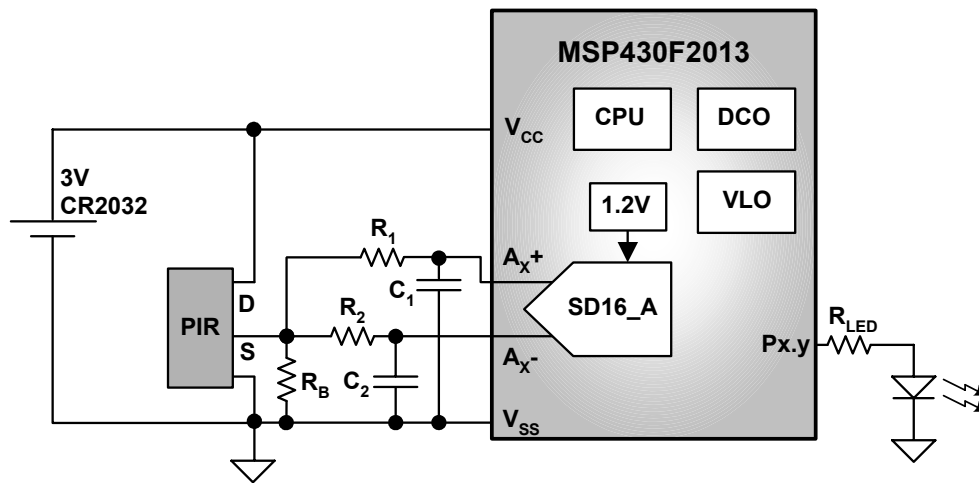 MSP430F2013
CPU
DCO
V_CC
3V
CR2032
1.2V
VLO
R_1
A_X+
D
C_1
SD16_A
R_LED
PIR
R_2
S
Px.y
A_X-
R_B
C_2
V_SS